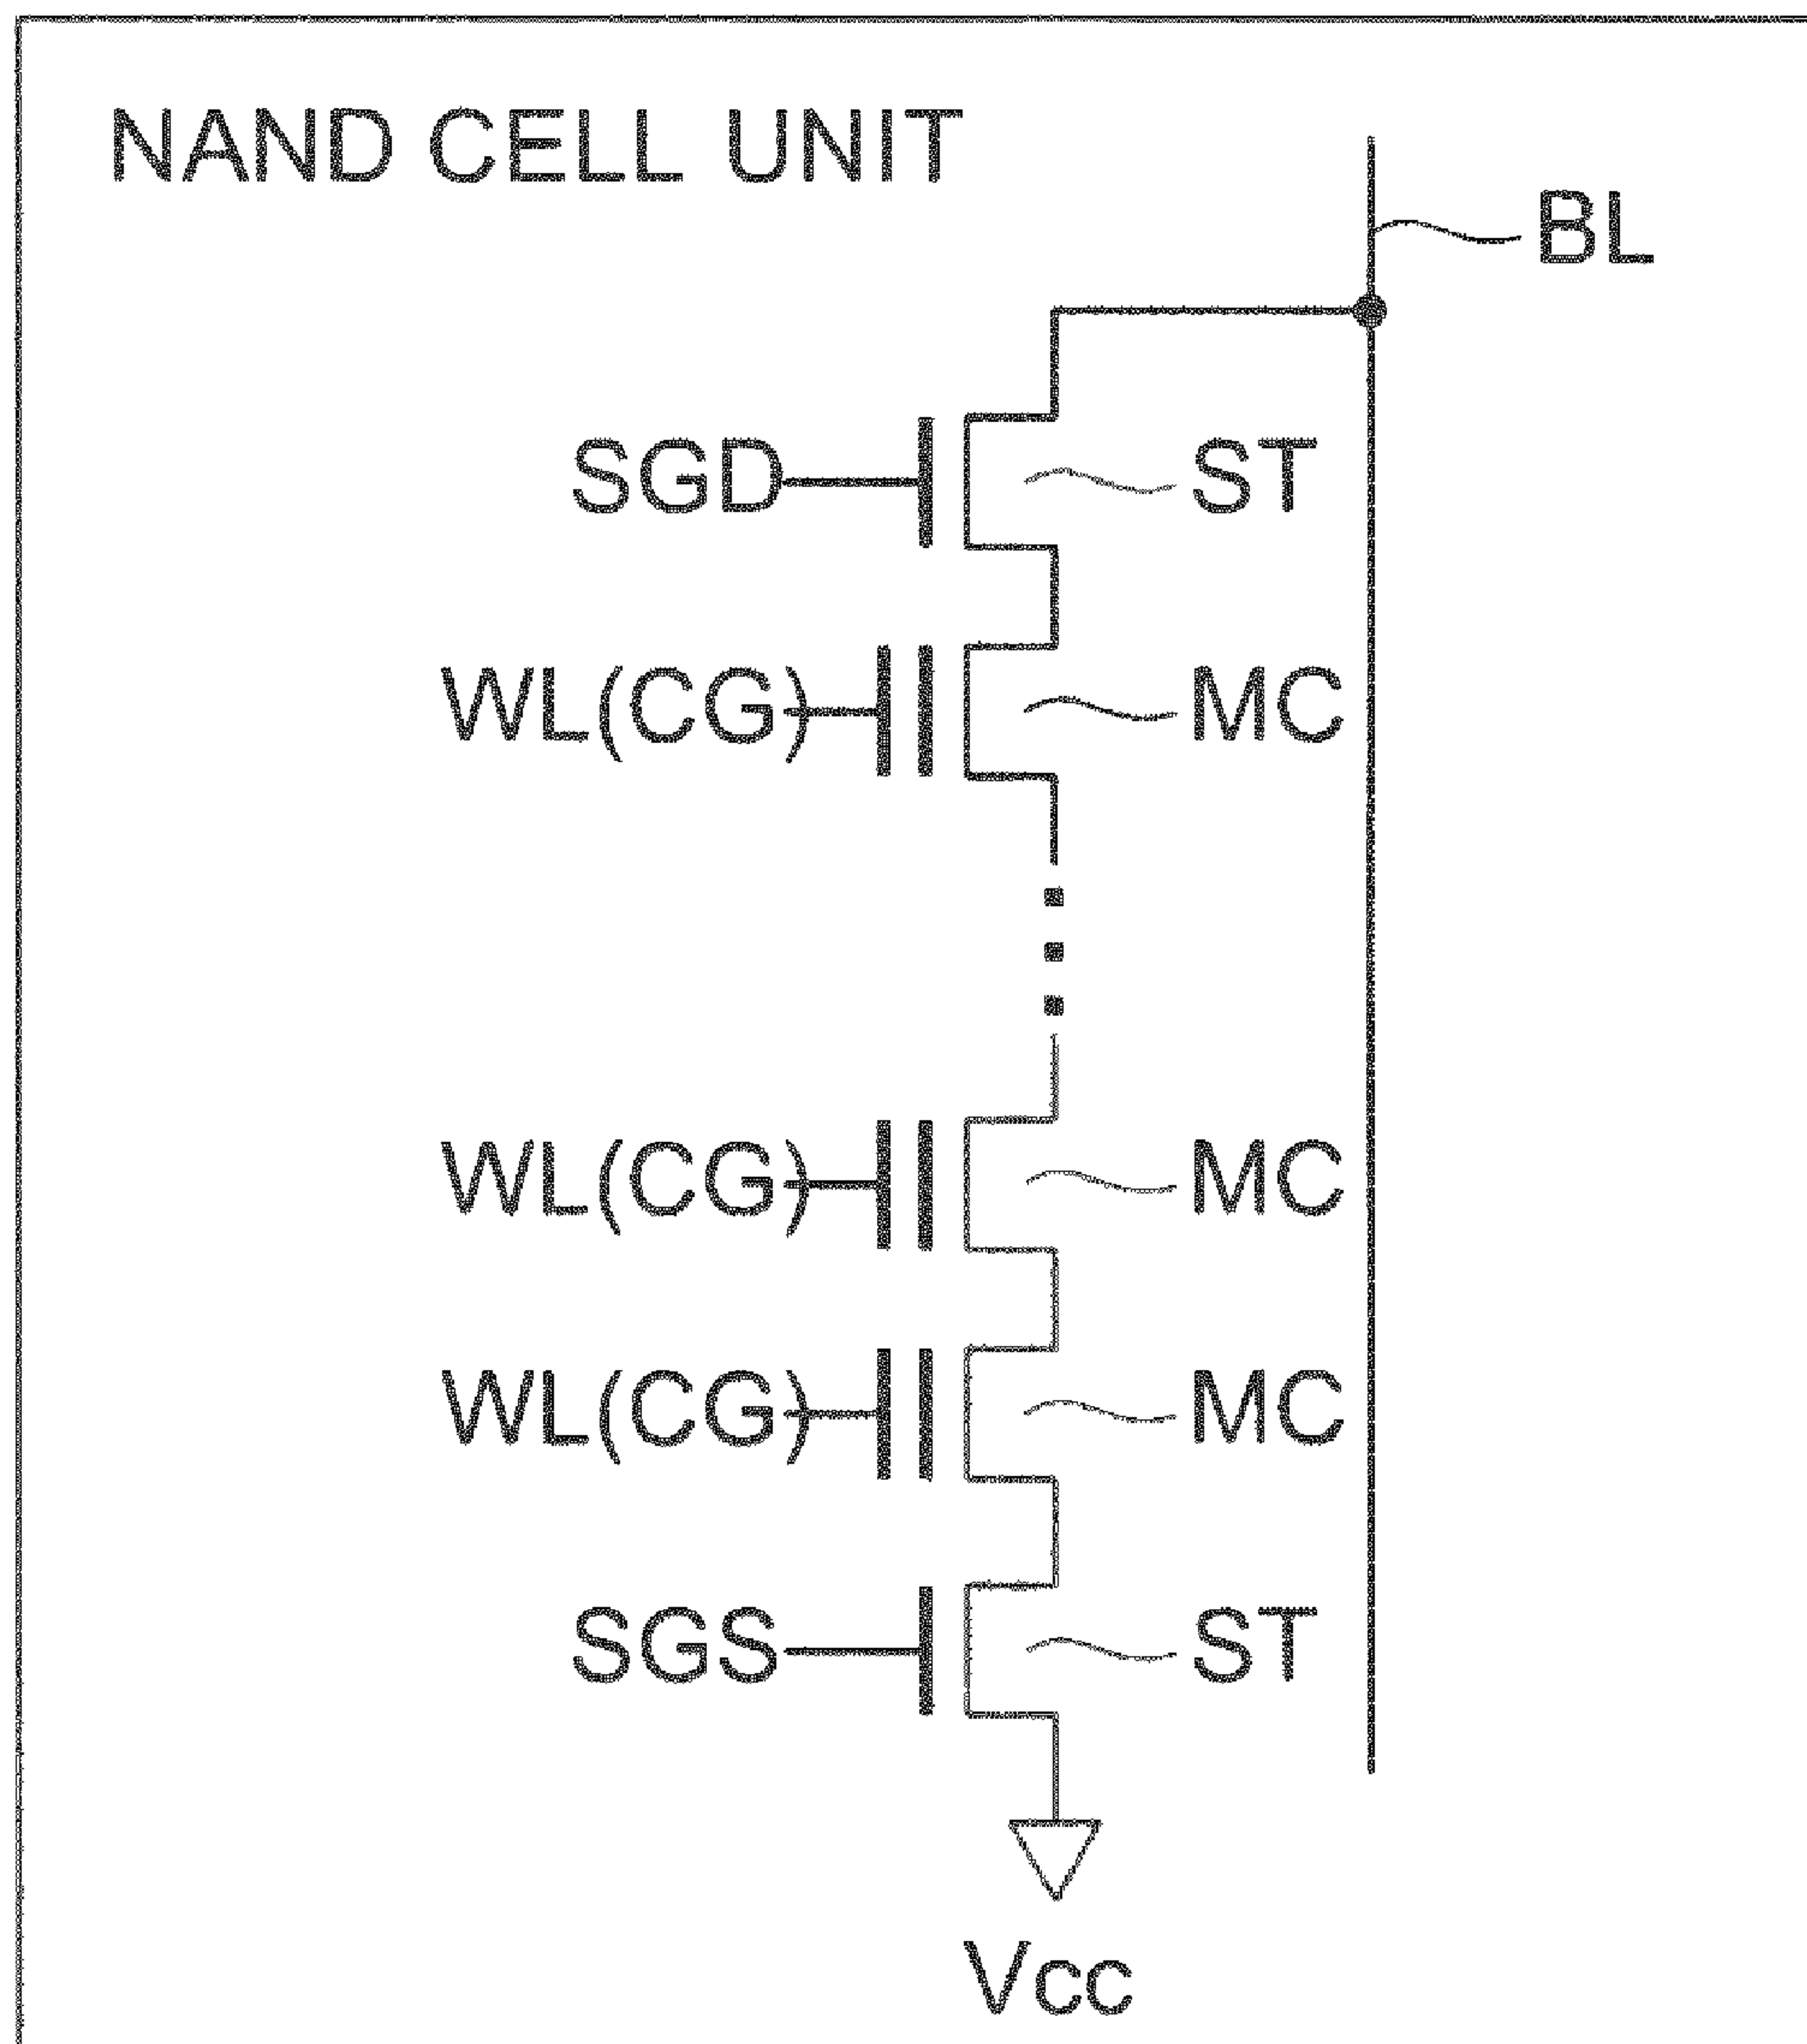 NAND CELL UNIT
BL
SGD ST
WL(CG) MC
WL(CG) MC
WL(CG) MC
SGS ST
Vcc